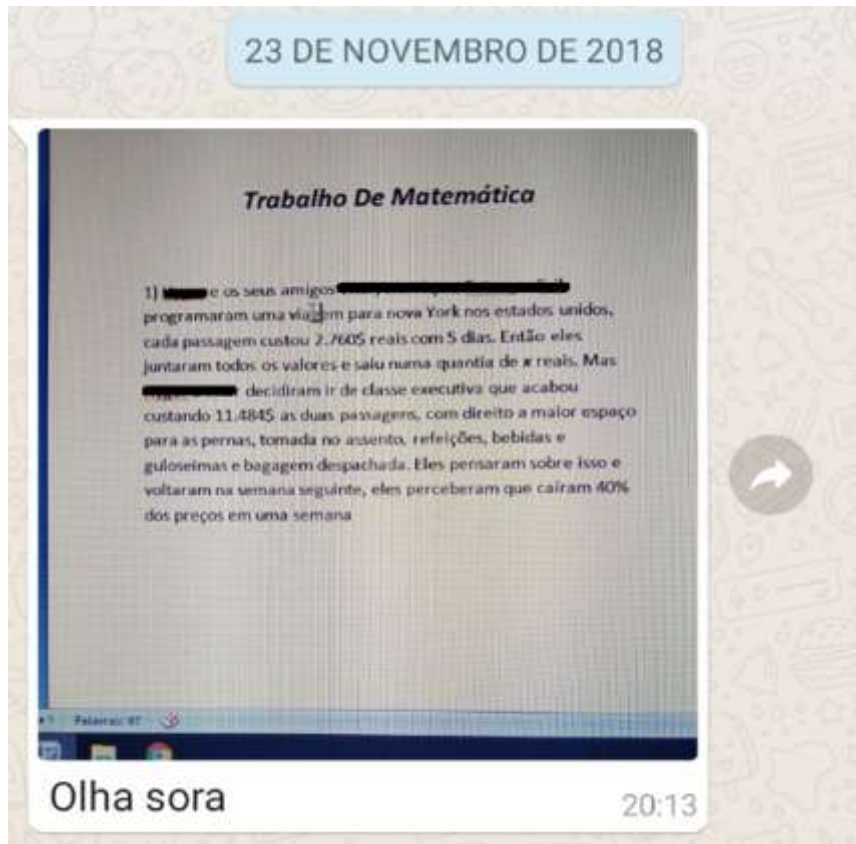 23 DE NOVEMBRO DE 2018
Trabalho De Matemática
1) e os seus amigos
programaram uma viagem para nova York nos estados unidos,
cada passagem custou 2.760$ reais com 5 dias. Então eles
juntaram todos os valores e saiu numa quantia de x reais. Mas
decidiram ir de classe executiva que acabou
custando 11.484$ as duas passagens, com direito a maior espaço
para as pernas, tomada no assento, refeições, bebidas e
guloseimas e bagagem despachada. Eles pensaram sobre isso e
voltaram na semana seguinte, eles perceberam que caíram 40%
dos preços em uma semana
Palavras: 97
Olha sora
20:13